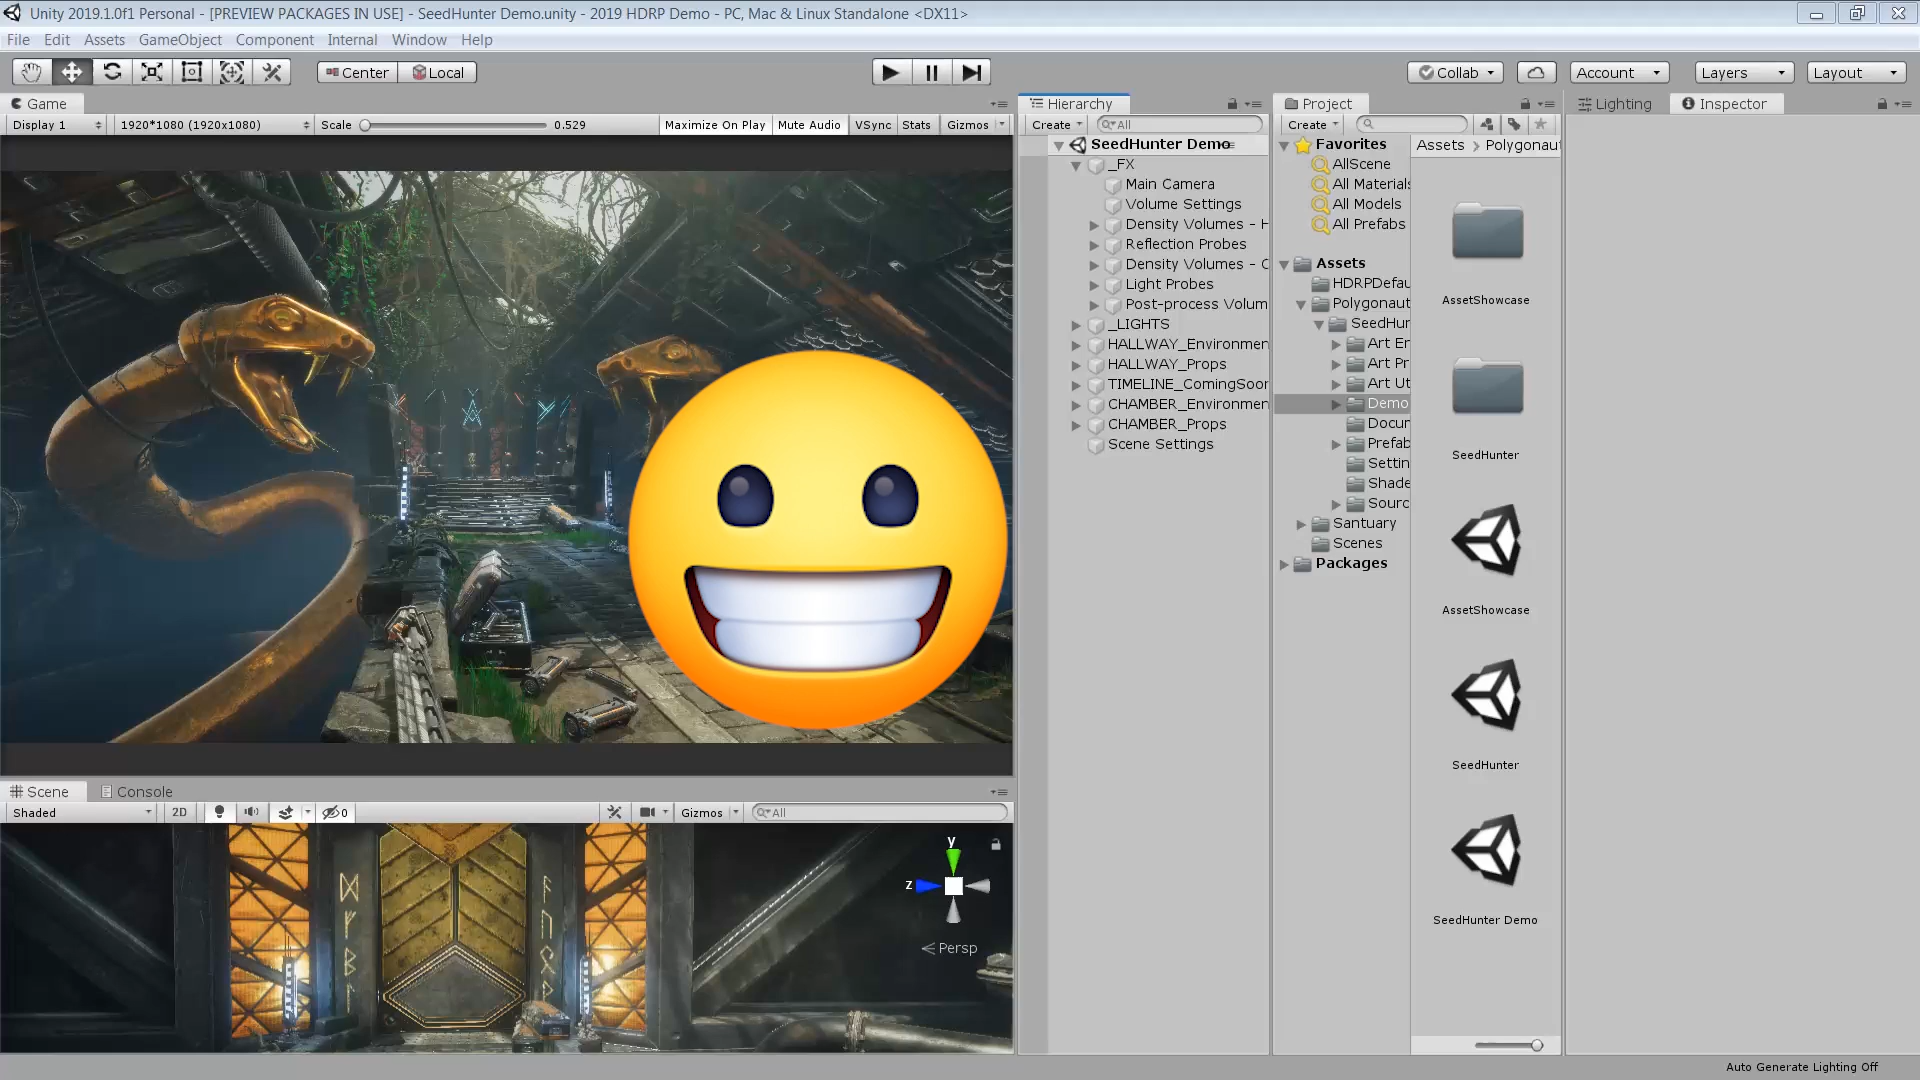 Unity 2019.1.0f1 Personal - [PREVIEW PACKAGES IN USE] - SeedHunter Demo.unity - 2019 HDRP Demo - PC, Mac & Linux Standalone <DX11>
File Edit Assets GameObject Component Internal Window Help
Center Local Collab Account Layers Layout
Game
Display 1 1920*1080 (1920x1080) Scale 0.529 Maximize On Play Mute Audio VSync Stats Gizmos
Hierarchy
Create All
SeedHunter Demo
_FX
Main Camera
Volume Settings
Density Volumes - H
Reflection Probes
Density Volumes - C
Light Probes
Post-process Volum
_LIGHTS
HALLWAY_Environmen
HALLWAY_Props
TIMELINE_ComingSoon
CHAMBER_Environmen
CHAMBER_Props
Scene Settings
Project
Create
Favorites
AllScene
All Materials
All Models
All Prefabs
Assets
HDRPDefau
Polygonaut
SeedHun
Art En
Art Pr
Art Ut
Demo
Docum
Prefab
Settin
Shade
Sourc
Santuary
Scenes
Packages
Assets > Polygonaut
AssetShowcase
SeedHunter
AssetShowcase
SeedHunter
SeedHunter Demo
Lighting Inspector
Scene Console
Shaded 2D 0 Gizmos All
y
z
Persp
Auto Generate Lighting Off